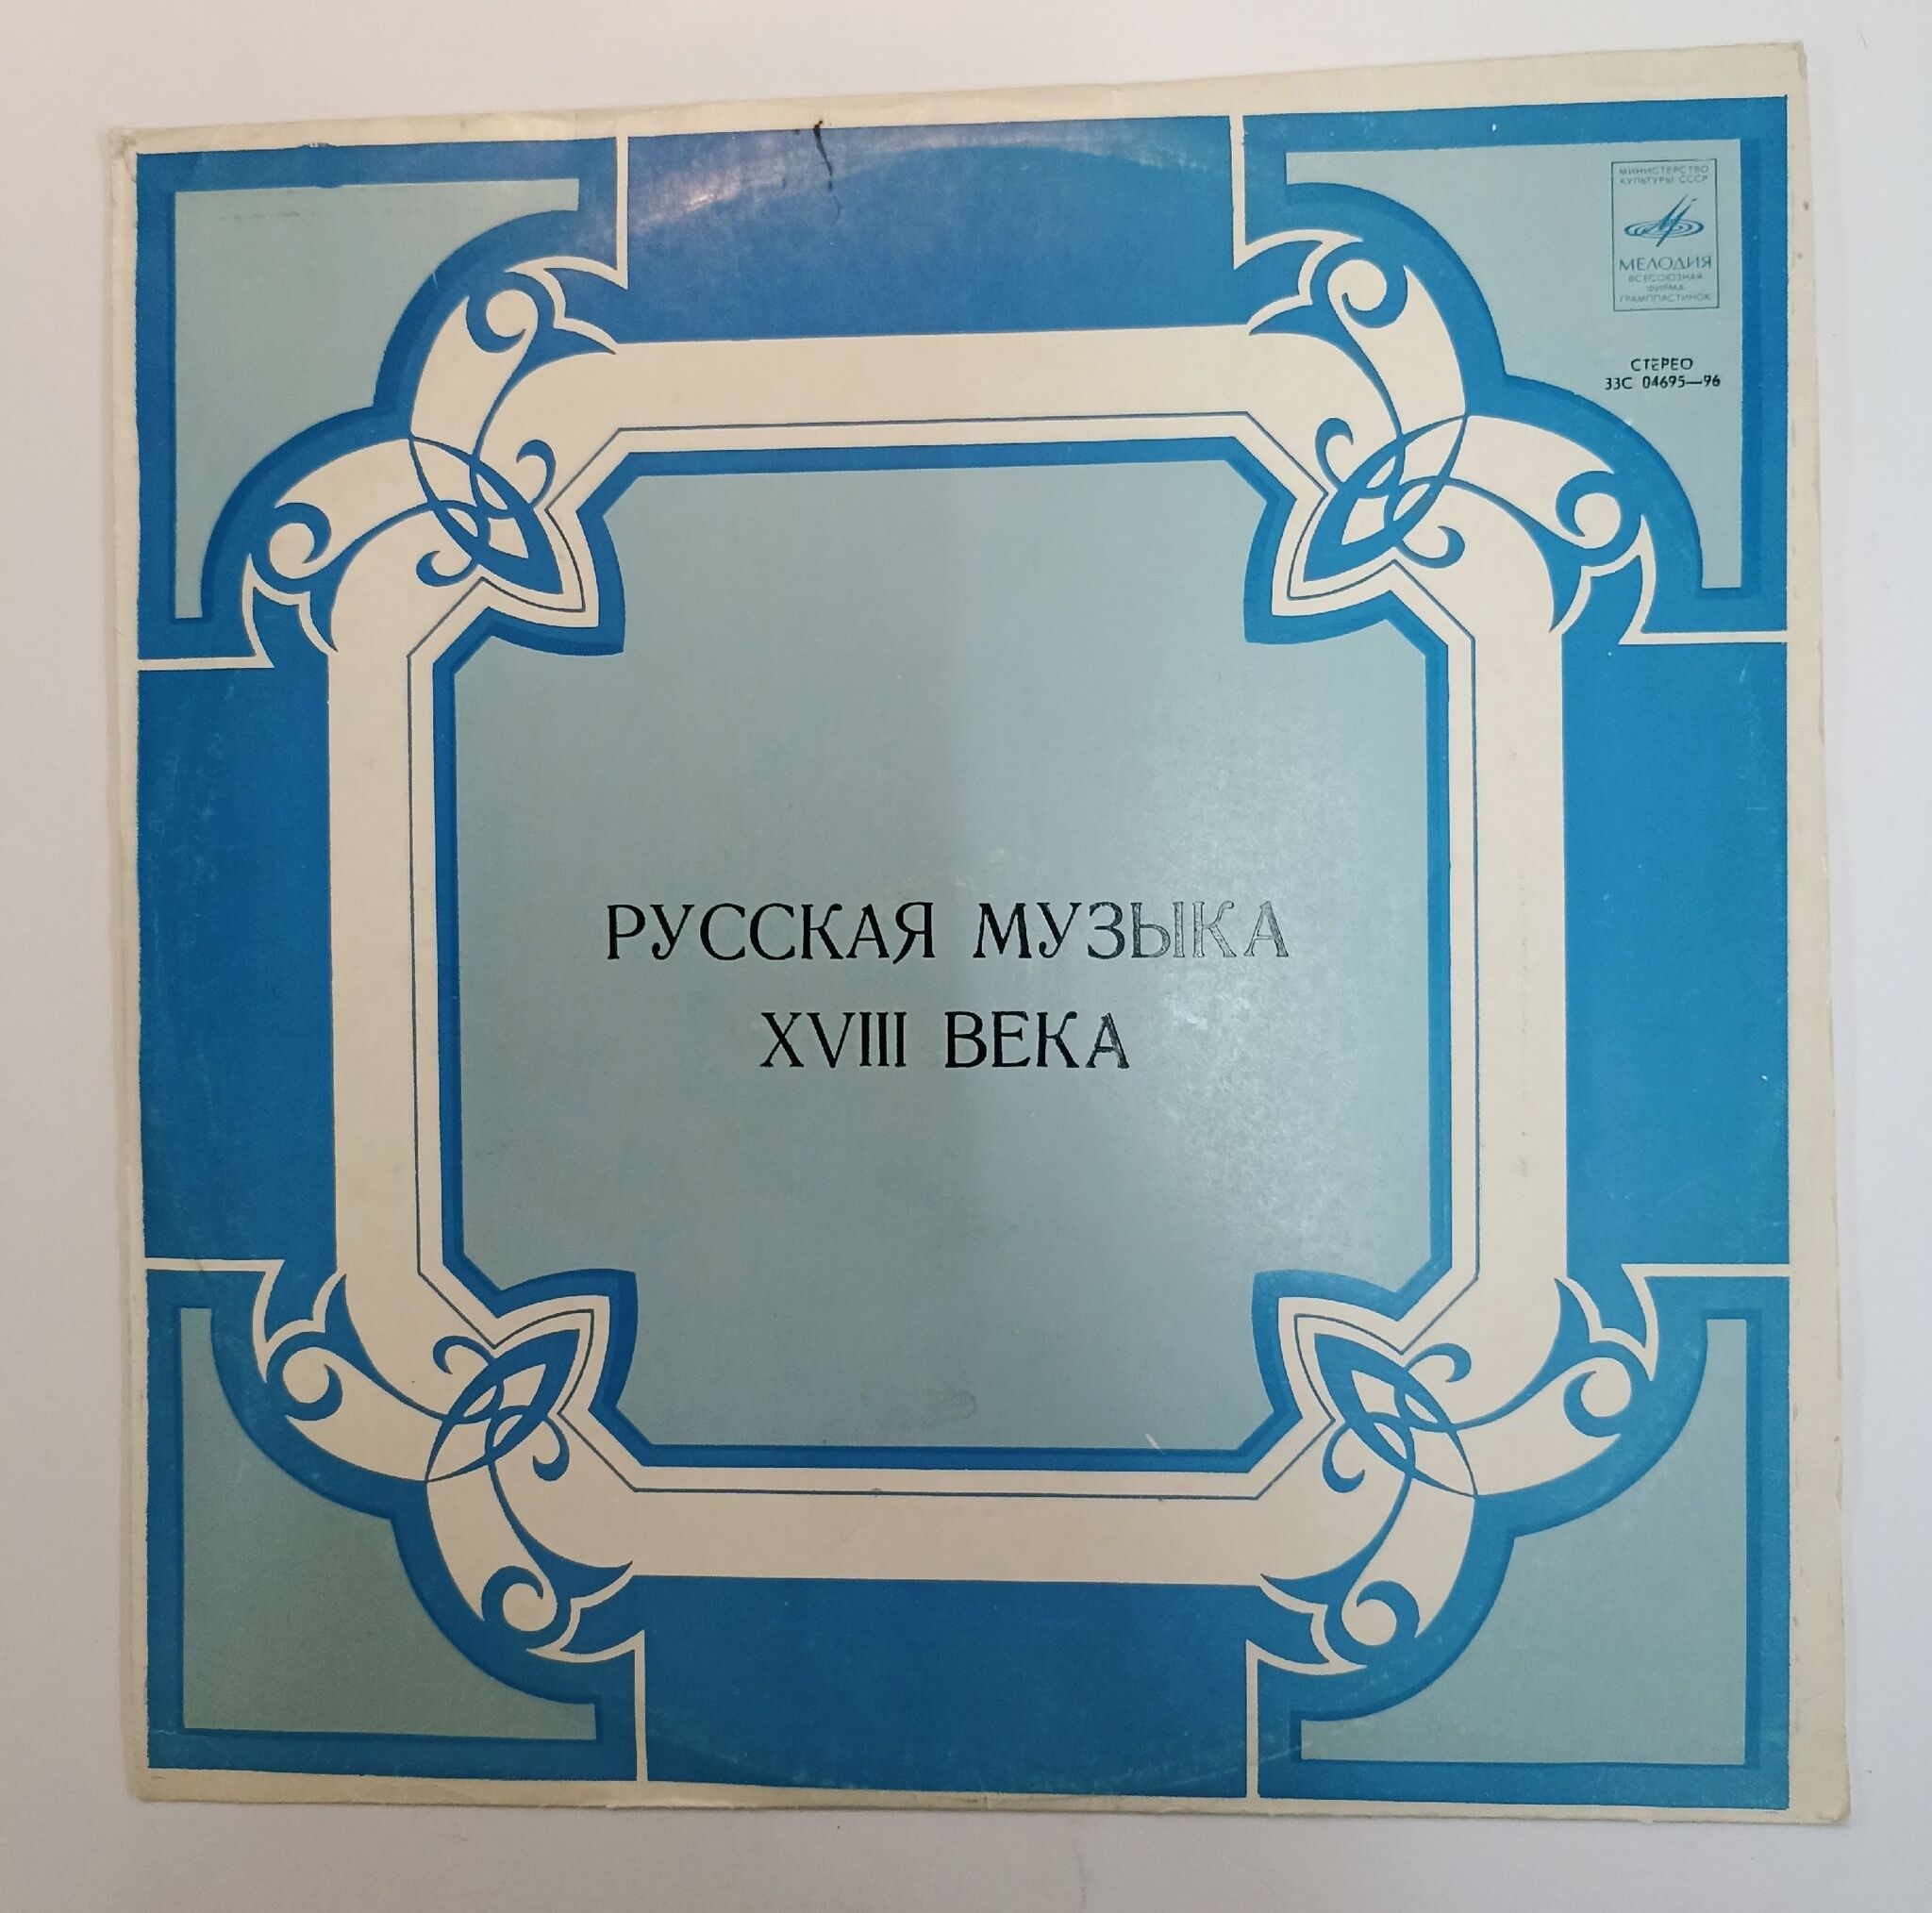 МИНИСТЕРСТВО
КУЛЬТУРЫ СССР
МЕЛОДИЯ
ВСЕСОЮЗНАЯ
ФИРМА
ГРАМПЛАСТИНОК
СТЕРЕО
33С 04695—96
РУССКАЯ МУЗЫКА
XVIII ВЕКА